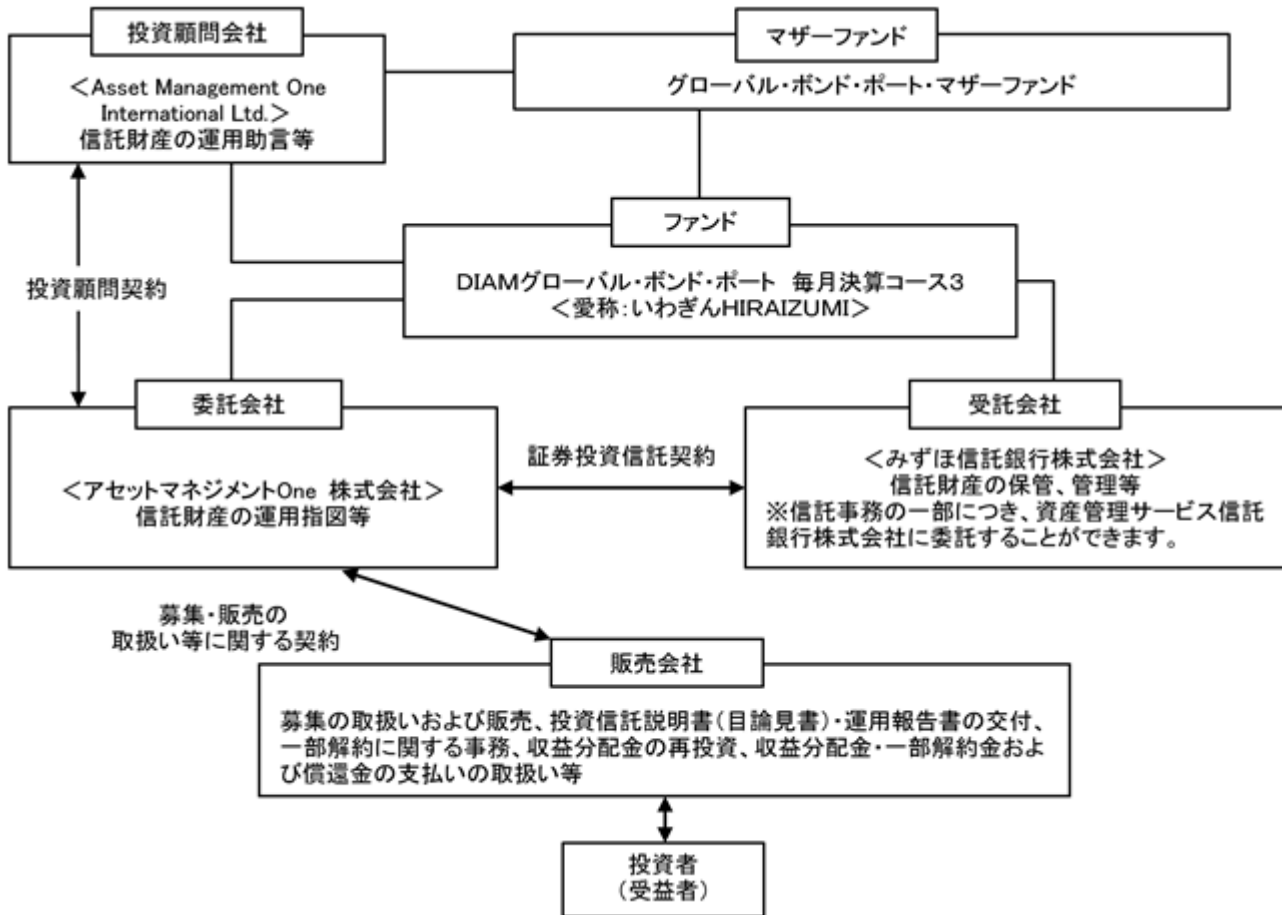 投資顧問会社
<Asset Management One
International Ltd.>
信託財産の運用助言等
マザーファンド
グローバル・ボンド・ポート・マザーファンド
ファンド
DIAMグローバル・ボンド・ポート 毎月決算コース3
<愛称:いわぎんHIRAIZUMI>
投資顧問契約
委託会社
<アセットマネジメントOne 株式会社>
信託財産の運用指図等
証券投資信託契約
受託会社
<みずほ信託銀行株式会社>
信託財産の保管、管理等
※信託事務の一部につき、資産管理サービス信託
銀行株式会社に委託することができます。
募集・販売の
取扱い等に関する契約
販売会社
募集の取扱いおよび販売、投資信託説明書(目論見書)・運用報告書の交付、
一部解約に関する事務、収益分配金の再投資、収益分配金・一部解約金およ
び償還金の支払いの取扱い等
投資者
(受益者)